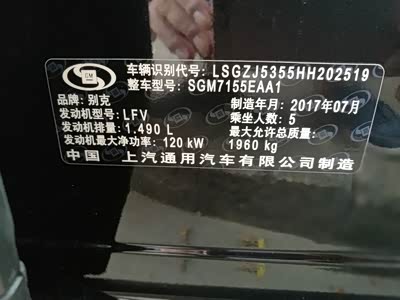 GM
车辆识别代号: LSGZJ5355HH202519
整车型号: SGM7155EAA1
品牌: 别克 制造年月: 2017年07月
发动机型号: LFV 乘坐人数: 5
发动机排量: 1.490 L 最大允许总质量:
发动机最大净功率: 120 kW 1960 kg
中国 上汽通用汽车有限公司制造